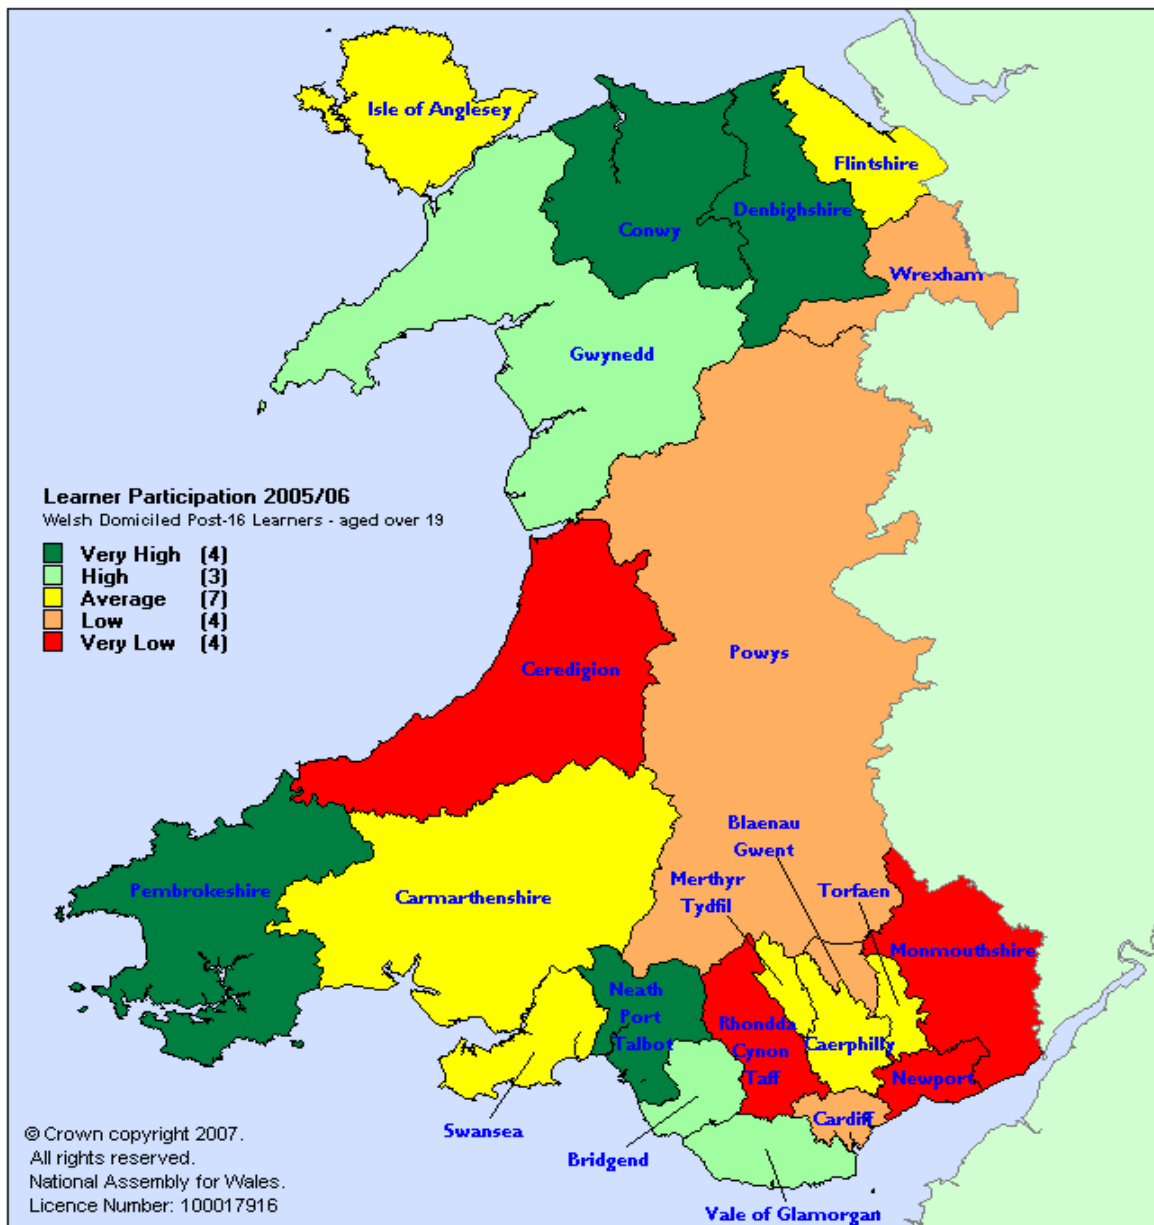 Isle of Anglesey
Flintshire
Denbighshire
Conwy
Wrexham
Gwynedd
Learner Participation 2005/06
Welsh Domiciled Post-16 Learners - aged over 19
Very High (4)
High (3)
Average (7)
Low (4)
Very Low (4)
Powys
Ceredigion
Blaenau
Gwent
Merthyr
Tydfil
Torfaen
Pembrokeshire
Carmarthenshire
Monmouthshire
Neath
Port
Talbot
Rhondda
Cynon
Taff
Caerphilly
Newport
Cardiff
Swansea
Bridgend
Vale of Glamorgan
© Crown copyright 2007.
All rights reserved.
National Assembly for Wales.
Licence Number: 100017916